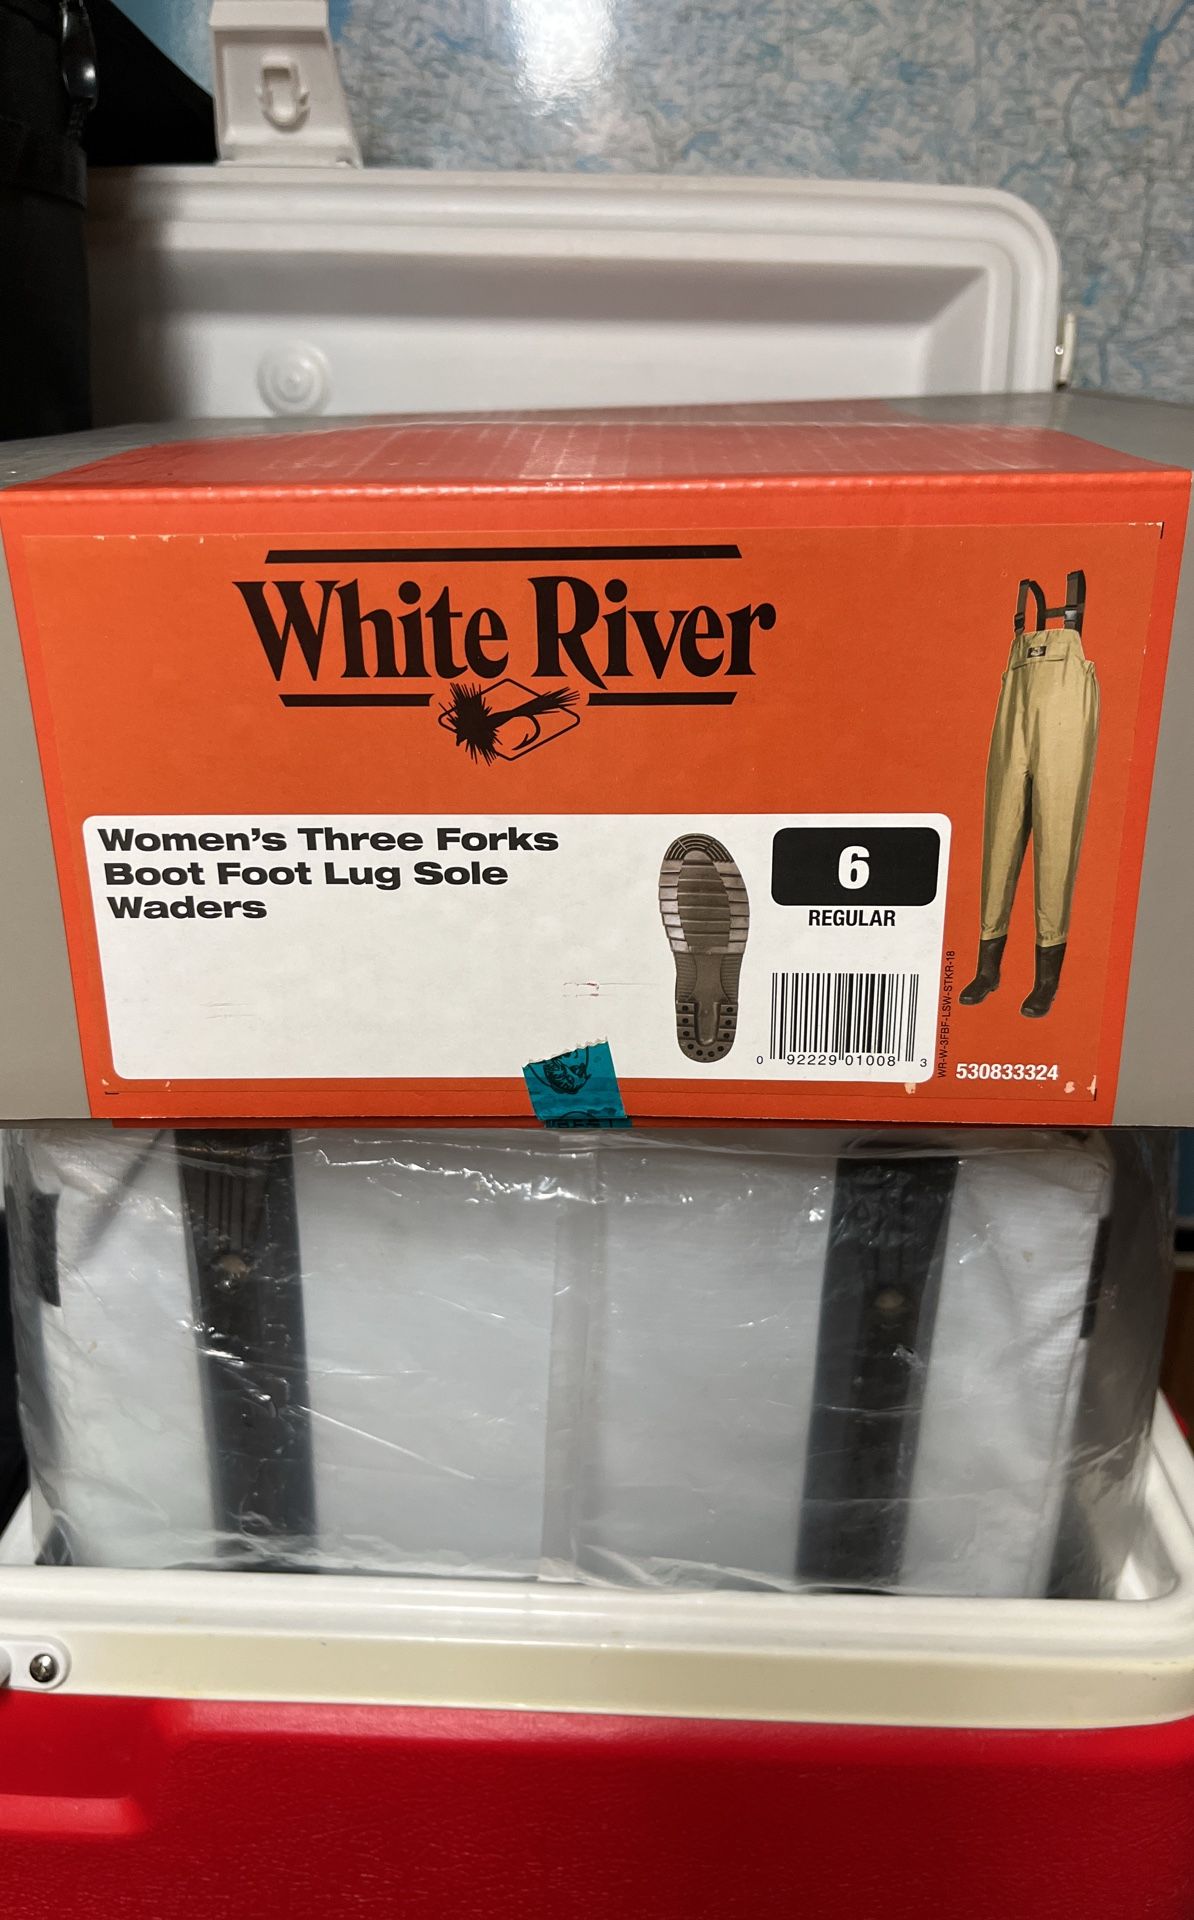 White River
Women's Three Forks
Boot Foot Lug Sole
Waders
6
REGULAR
0 92229 01008 3
WR-W-3FBF-LSW-STKR-18
530833324